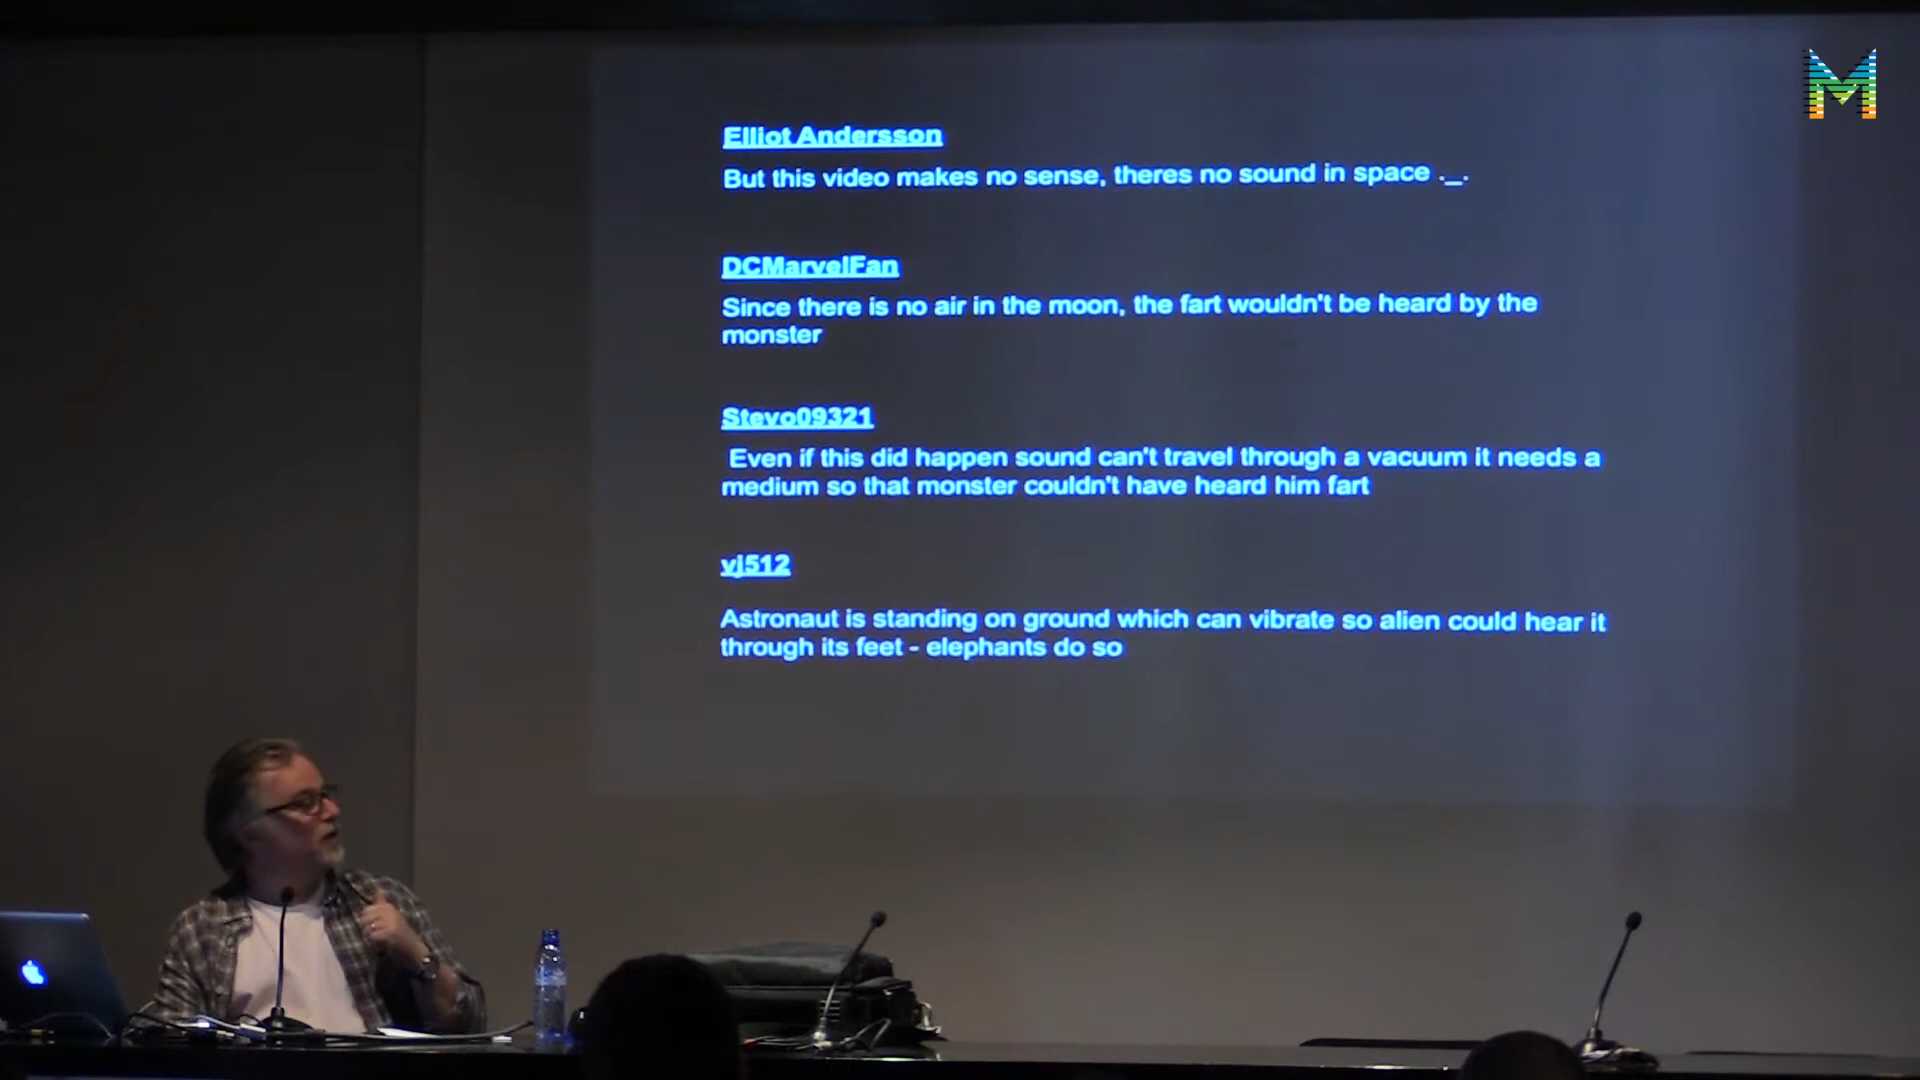 Elliot Andersson
But this video makes no sense, theres no sound in space ._.
DCMarvelFan
Since there is no air in the moon, the fart wouldn't be heard by the
monster
Stevo09321
Even if this did happen sound can't travel through a vacuum it needs a
medium so that monster couldn't have heard him fart
vj512
Astronaut is standing on ground which can vibrate so alien could hear it
through its feet - elephants do so
M